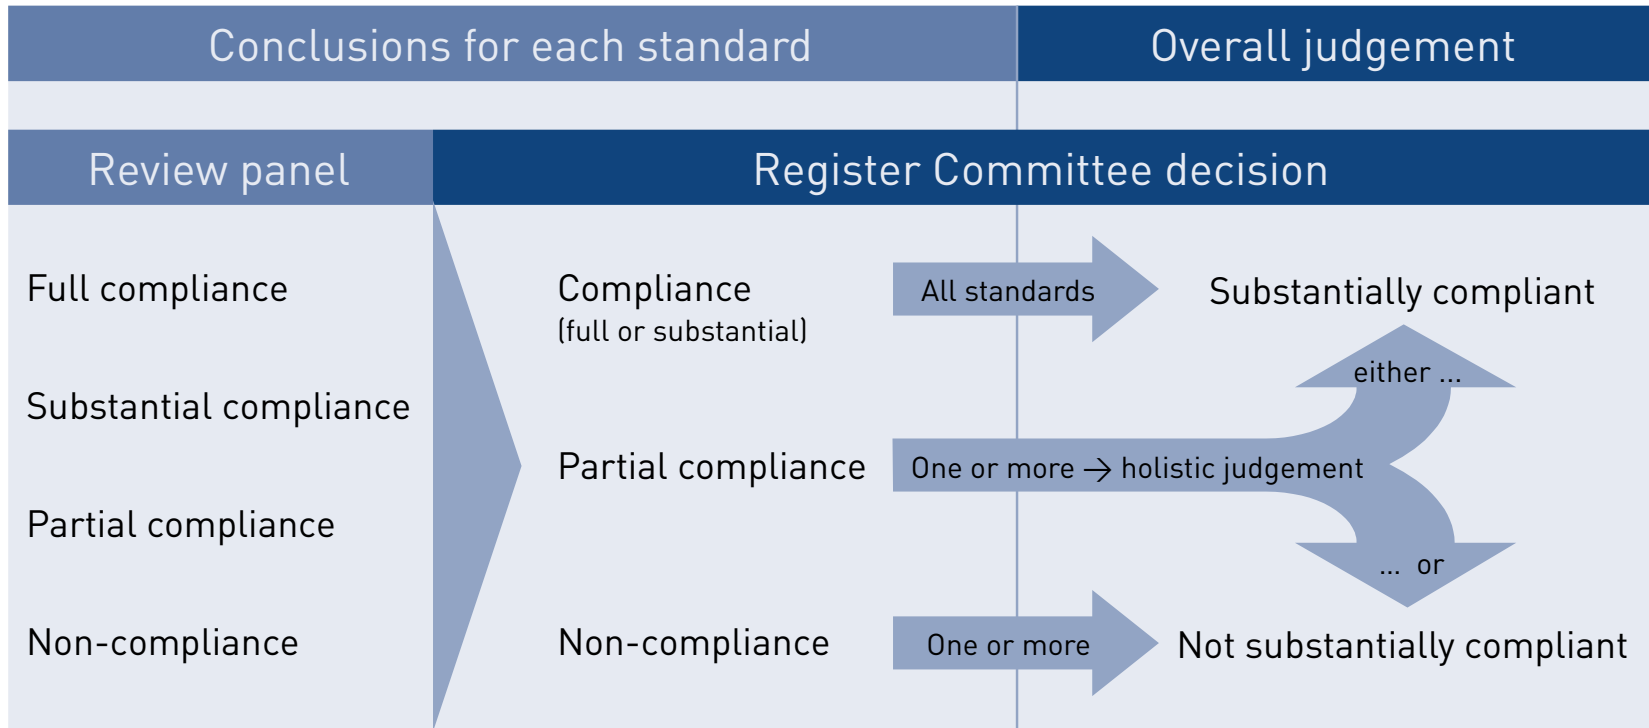 Conclusions for each standard
Overall judgement
Review panel
Register Committee decision
Full compliance
Substantial compliance
Partial compliance
Non-compliance
Compliance
(full or substantial)
All standards
Substantially compliant
either ...
Partial compliance
One or more → holistic judgement
... or
Non-compliance
One or more
Not substantially compliant